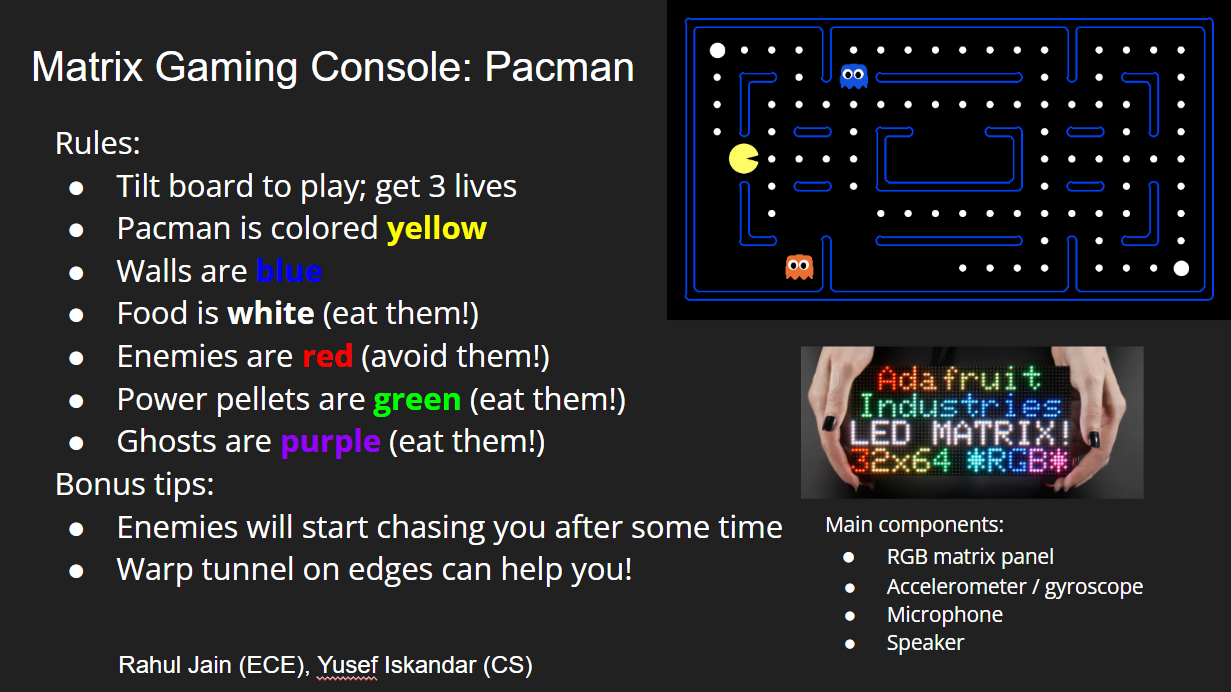 Matrix Gaming Console: Pacman
Rules:
● Tilt board to play; get 3 lives
● Pacman is colored yellow
● Walls are blue
● Food is white (eat them!)
● Enemies are red (avoid them!)
● Power pellets are green (eat them!)
● Ghosts are purple (eat them!)
Bonus tips:
● Enemies will start chasing you after some time
● Warp tunnel on edges can help you!
Rahul Jain (ECE), Yusef Iskandar (CS)
Adafruit
Industries
LED MATRIX!
32x64 *RGB*
Main components:
● RGB matrix panel
● Accelerometer / gyroscope
● Microphone
● Speaker